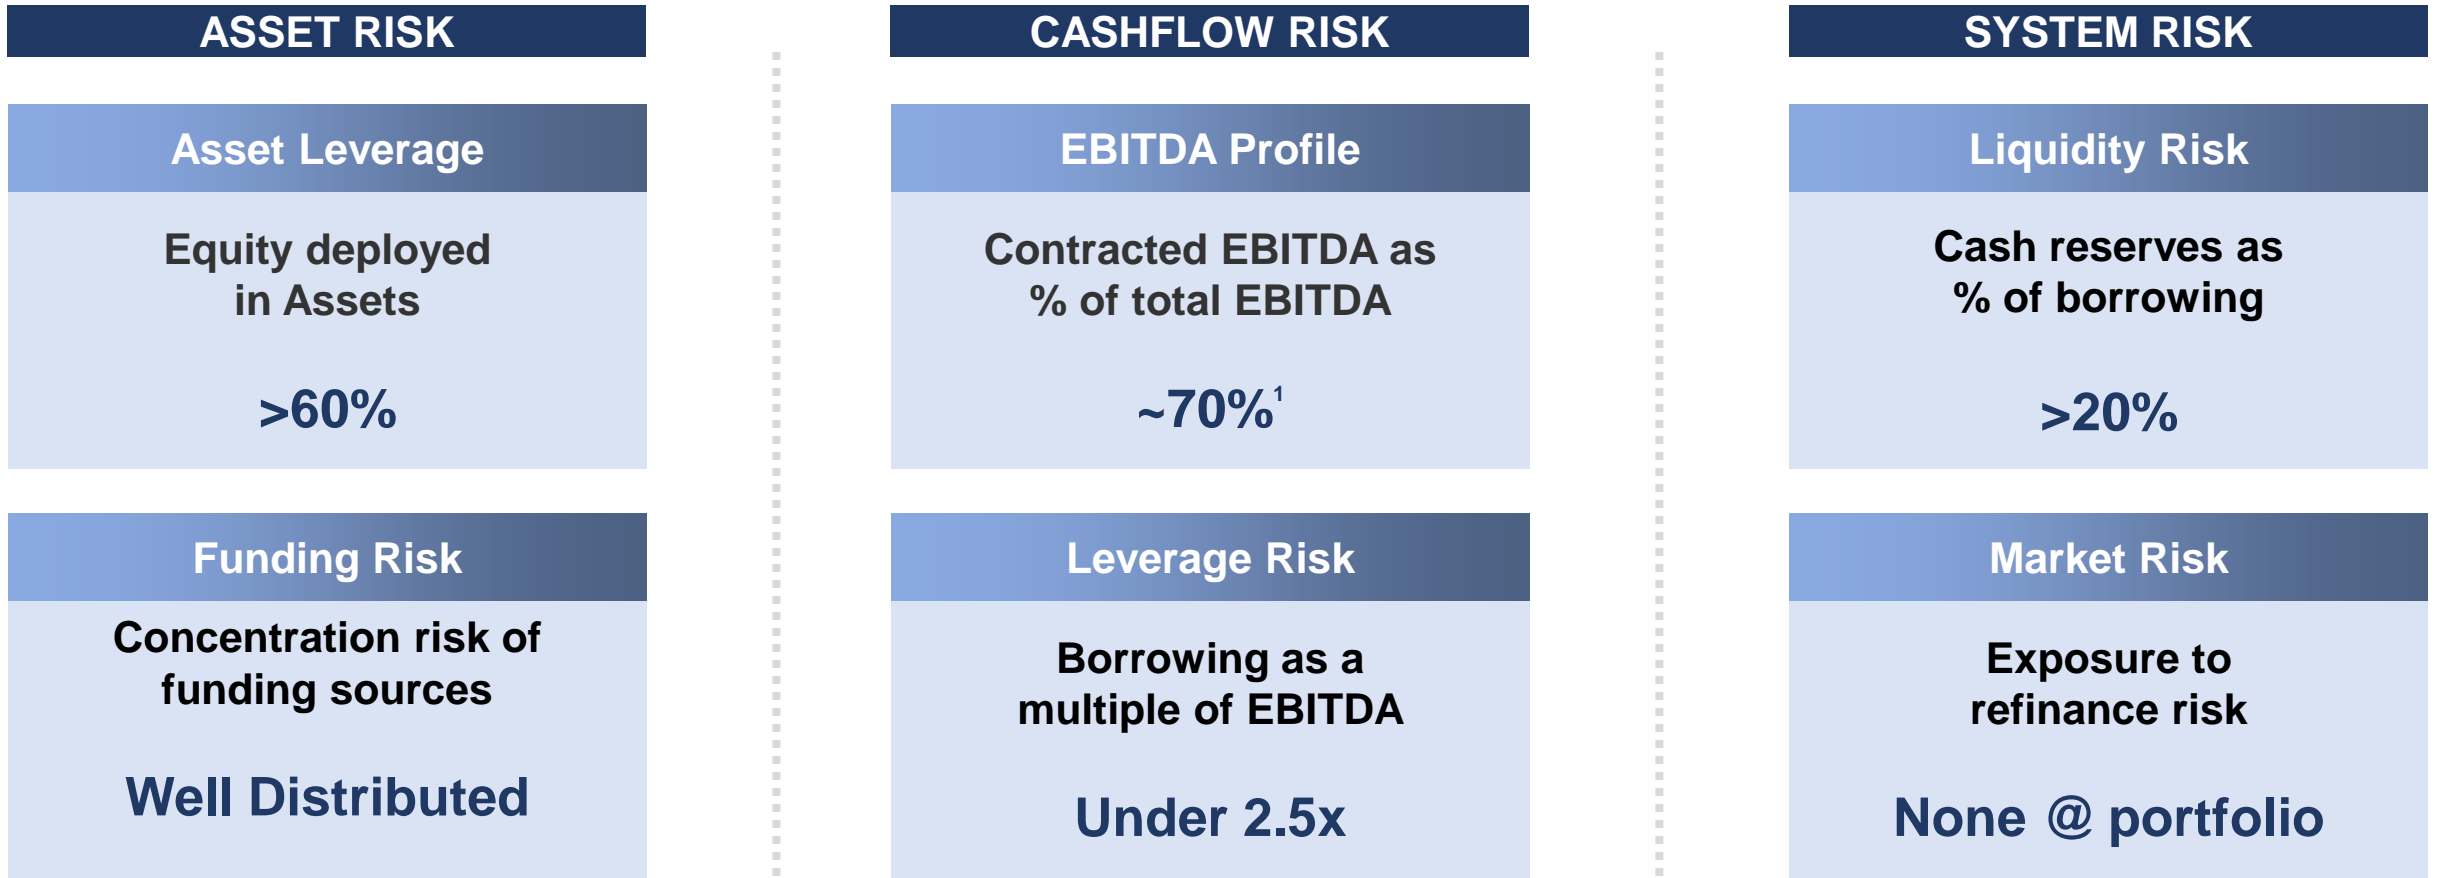 ASSET RISK
Asset Leverage
Equity deployed
in Assets
>60%
Funding Risk
Concentration risk of
funding sources
Well Distributed
CASHFLOW RISK
EBITDA Profile
Contracted EBITDA as
% of total EBITDA
~70%¹
Leverage Risk
Borrowing as a
multiple of EBITDA
Under 2.5x
SYSTEM RISK
Liquidity Risk
Cash reserves as
% of borrowing
>20%
Market Risk
Exposure to
refinance risk
None @ portfolio